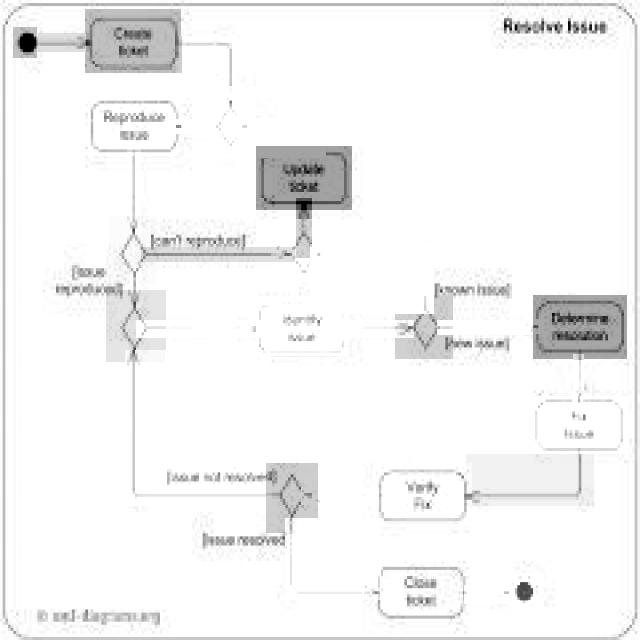 Resolve Issue
Create
ticket
Reproduce
issue
Update
ticket
[can't reproduce]
[issue
reproduced]
Identify
issue
[known issue]
[new issue]
Determine
resolution
Fix
issue
[issue not resolved]
Verify
Fix
[issue resolved
Close
ticket
© uml-diagrams.org